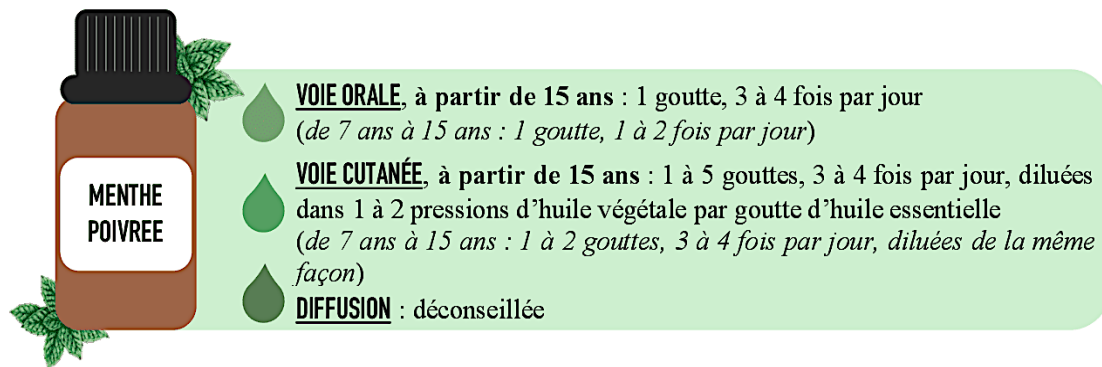 MENTHE
POIVREE
VOIE ORALE, à partir de 15 ans : 1 goutte, 3 à 4 fois par jour
(de 7 ans à 15 ans : 1 goutte, 1 à 2 fois par jour)
VOIE CUTANÉE, à partir de 15 ans : 1 à 5 gouttes, 3 à 4 fois par jour, diluées
dans 1 à 2 pressions d’huile végétale par goutte d’huile essentielle
(de 7 ans à 15 ans : 1 à 2 gouttes, 3 à 4 fois par jour, diluées de la même
façon)
DIFFUSION : déconseillée